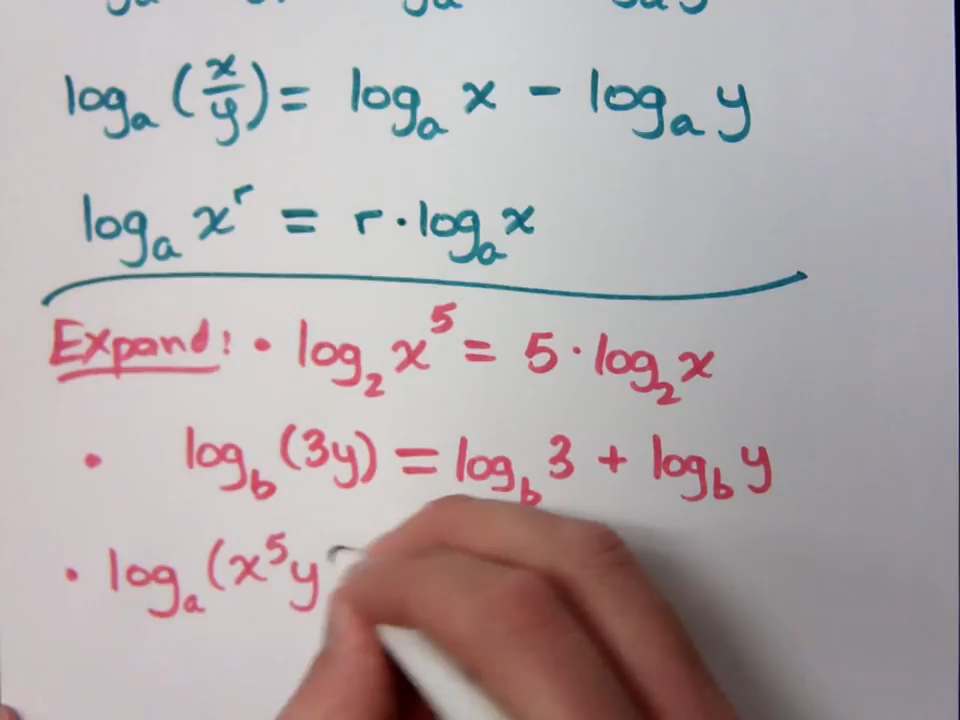 log_a (x/y) = log_a x - log_a y
log_a x^r = r · log_a x
Expand: • log_2 x^5 = 5 · log_2 x
• log_b (3y) = log_b 3 + log_b y
• log_a (x^5 y